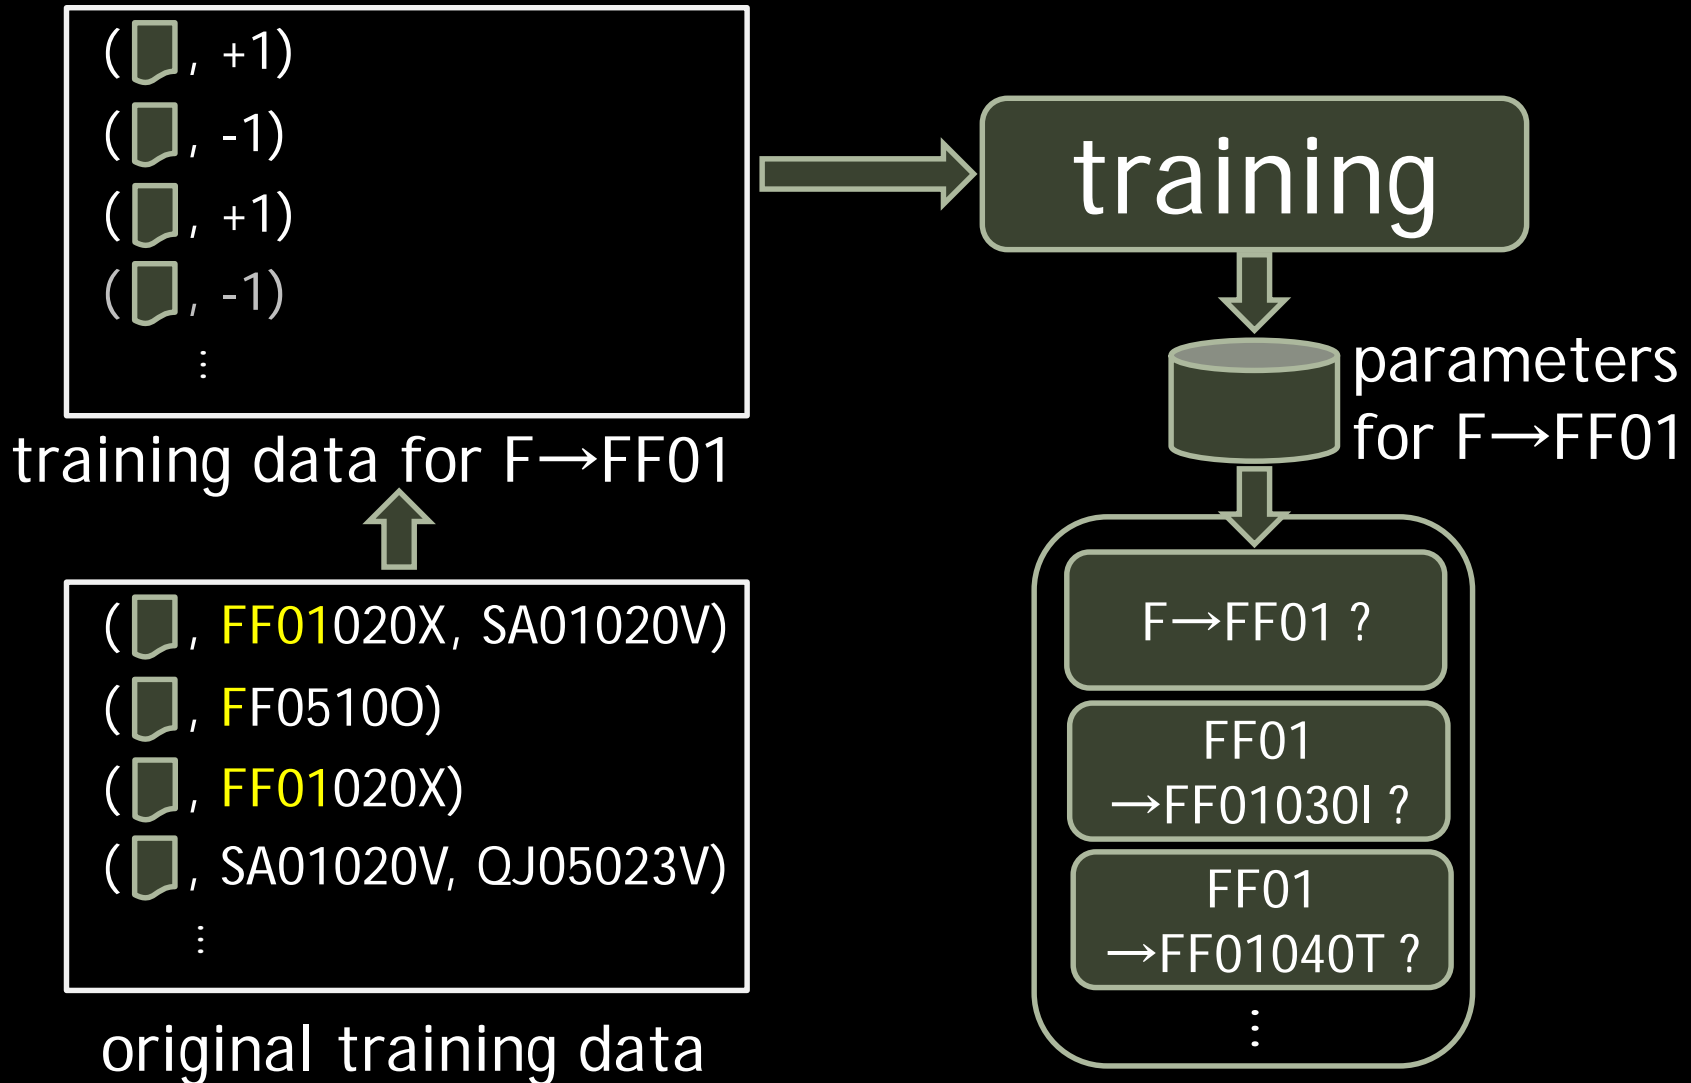 ( , +1)
( , -1)
( , +1)
( , -1)
⋮
training data for F→FF01
( , FF01020X, SA01020V)
( , FF0510O)
( , FF01020X)
( , SA01020V, QJ05023V)
⋮
original training data
training
parameters
for F→FF01
F→FF01 ?
FF01
→FF01030I ?
FF01
→FF01040T ?
⋮